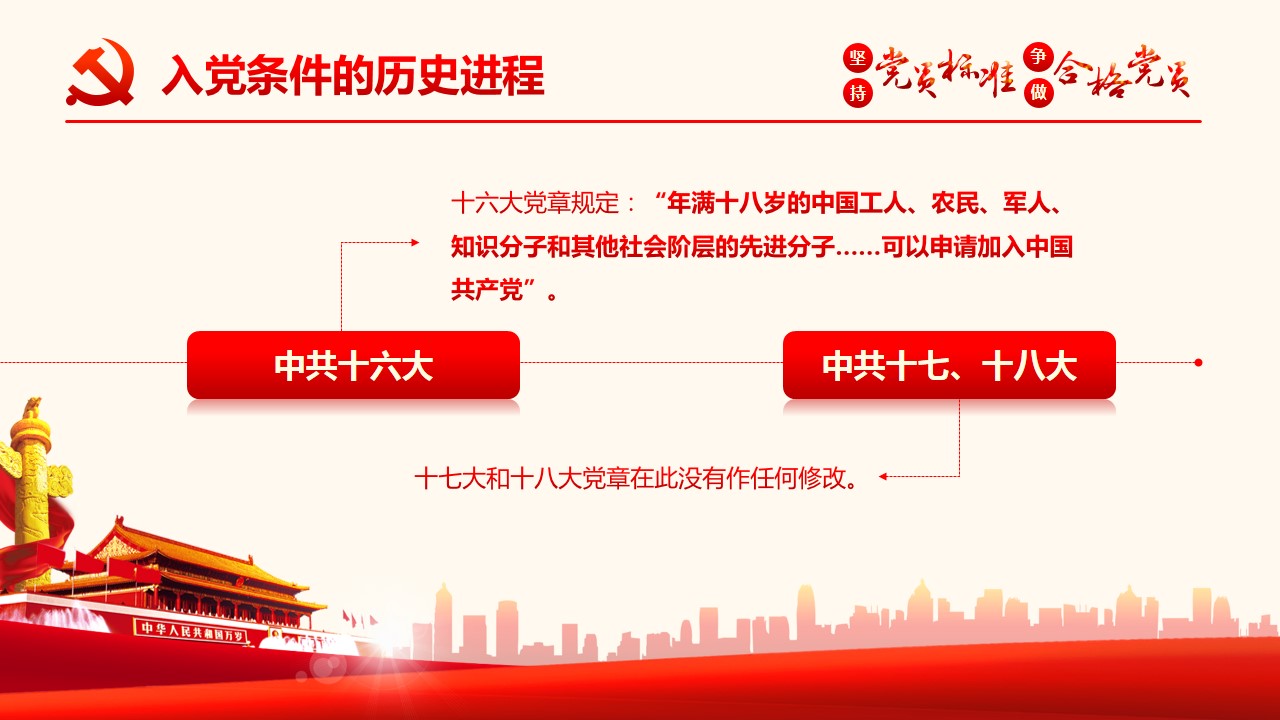 入党条件的历史进程
坚持 党员标准 争做 合格党员
十六大党章规定：“年满十八岁的中国工人、农民、军人、
知识分子和其他社会阶层的先进分子……可以申请加入中国
共产党”。
中共十六大
中共十七、十八大
十七大和十八大党章在此没有作任何修改。
中华人民共和国万岁